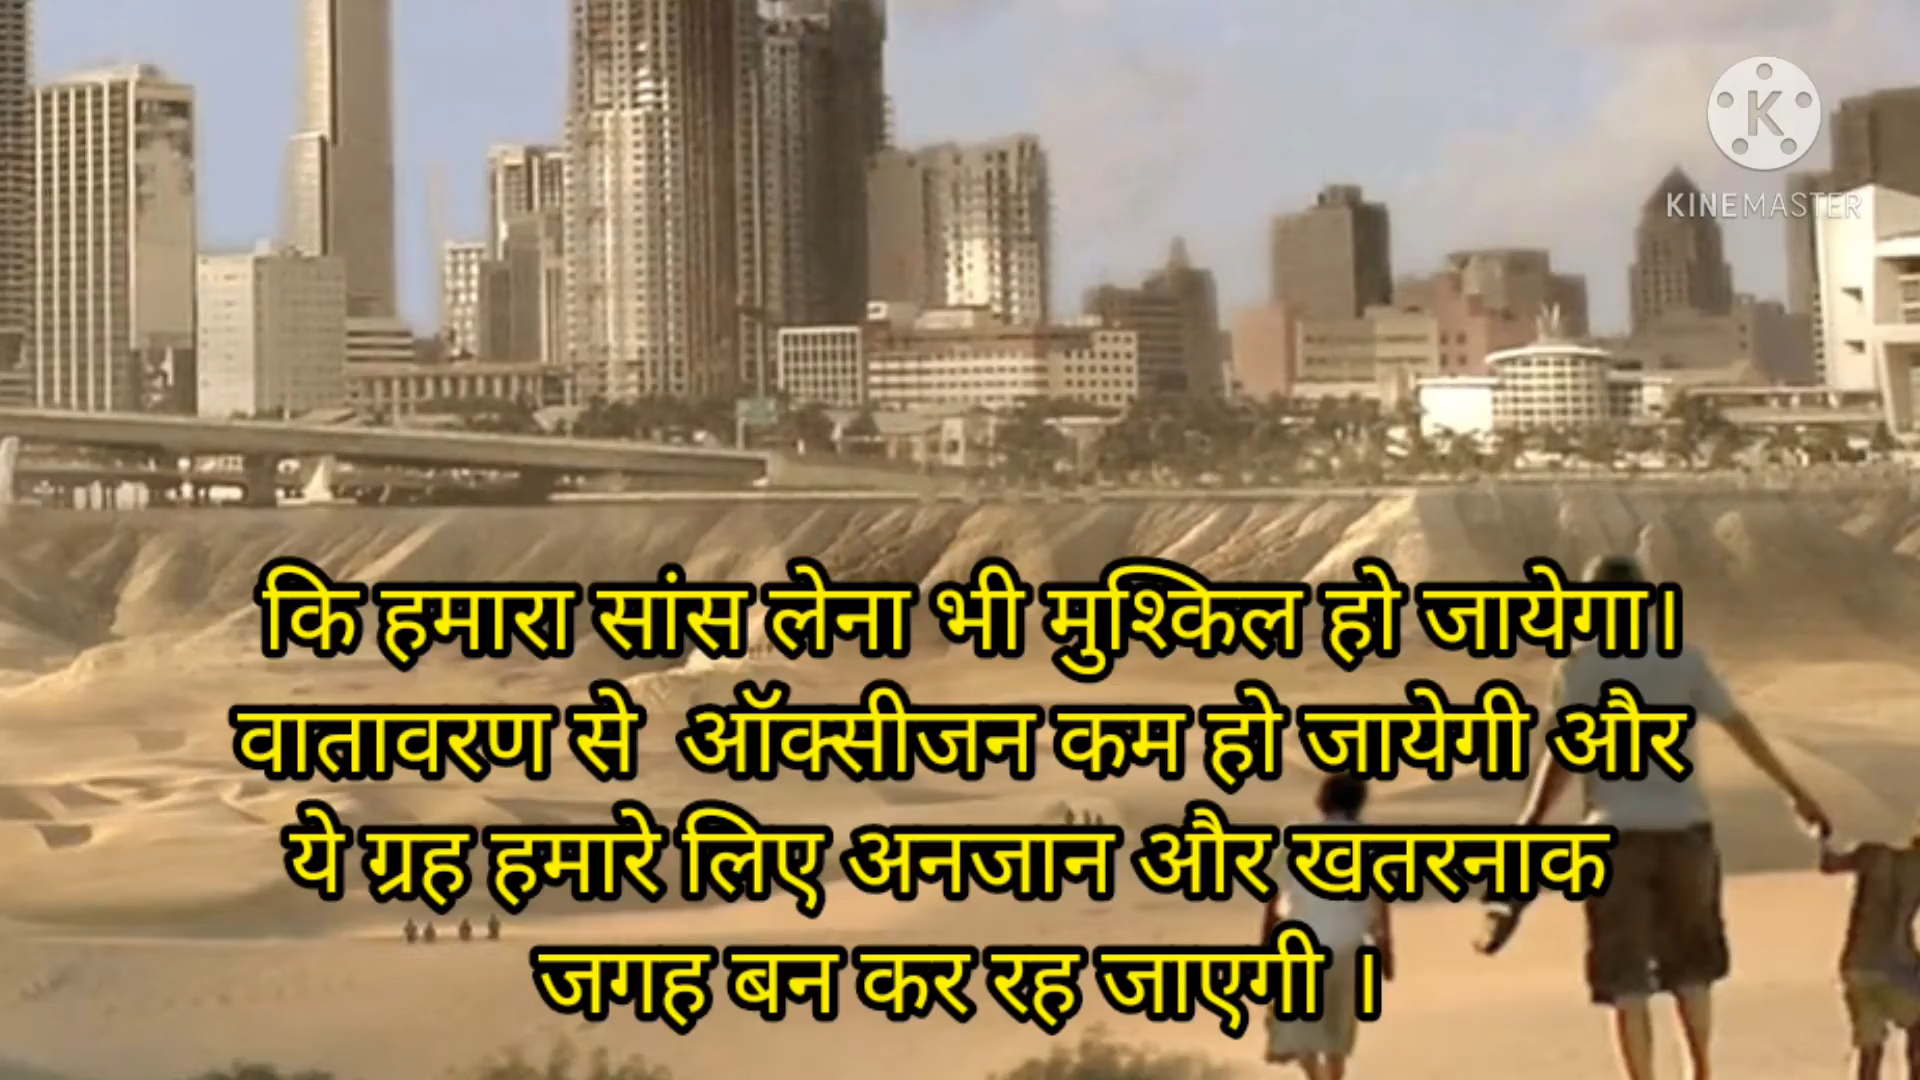 KINEMASTER
कि हमारा सांस लेना भी मुश्किल हो जायेगा।
वातावरण से ऑक्सीजन कम हो जायेगी और
ये ग्रह हमारे लिए अनजान और खतरनाक
जगह बन कर रह जाएगी ।